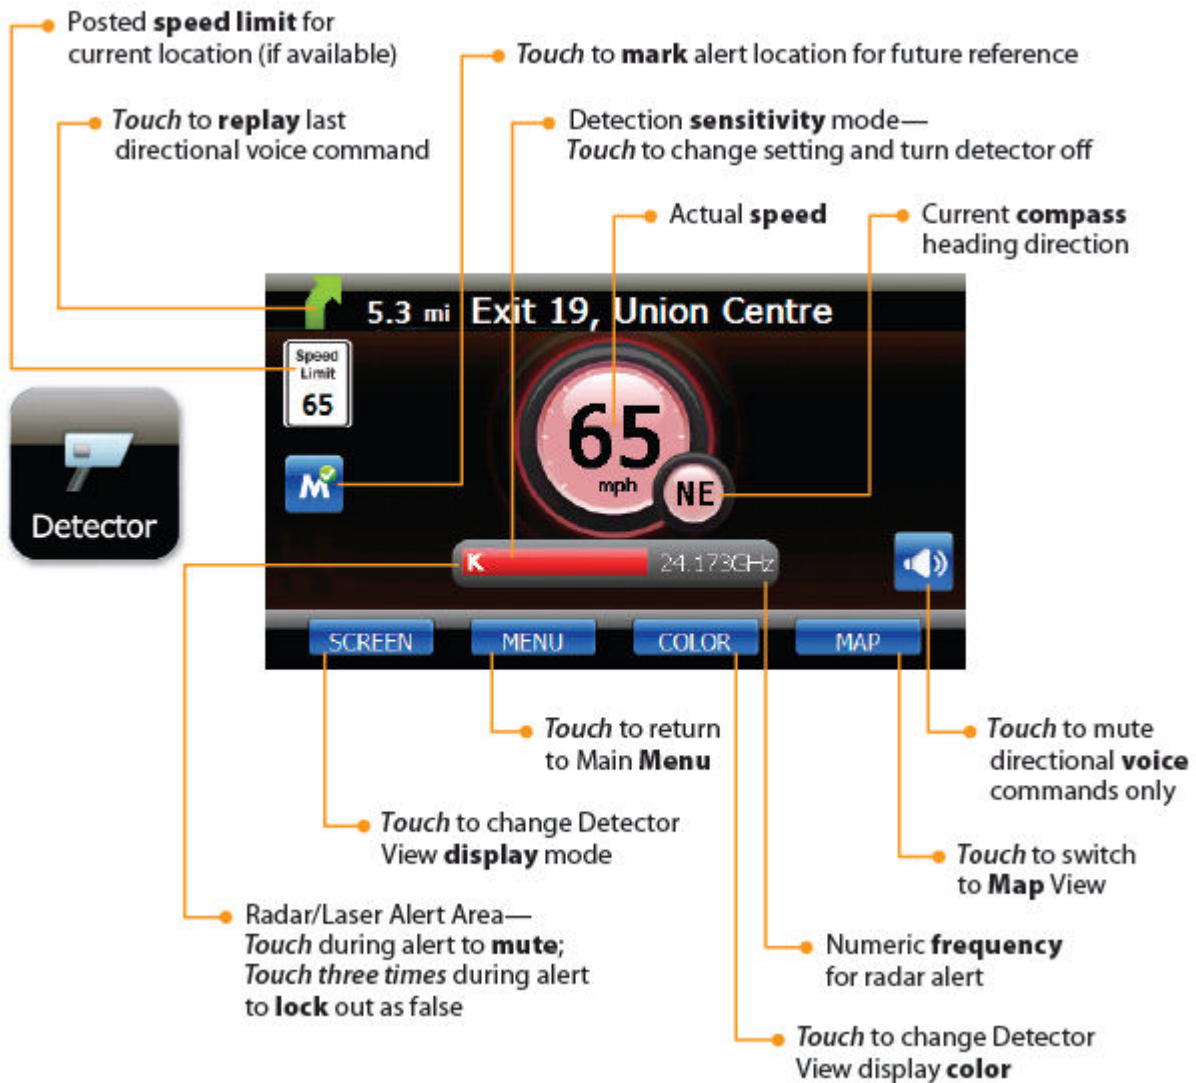 Posted speed limit for
current location (if available)
Touch to mark alert location for future reference
Touch to replay last
directional voice command
Detection sensitivity mode—
Touch to change setting and turn detector off
Actual speed
Current compass
heading direction
5.3 mi Exit 19, Union Centre
Speed
Limit
65
65
mph
NE
M
Detector
K 24.173GHz
SCREEN MENU COLOR MAP
Touch to return
to Main Menu
Touch to mute
directional voice
commands only
Touch to change Detector
View display mode
Touch to switch
to Map View
Radar/Laser Alert Area—
Touch during alert to mute;
Touch three times during alert
to lock out as false
Numeric frequency
for radar alert
Touch to change Detector
View display color